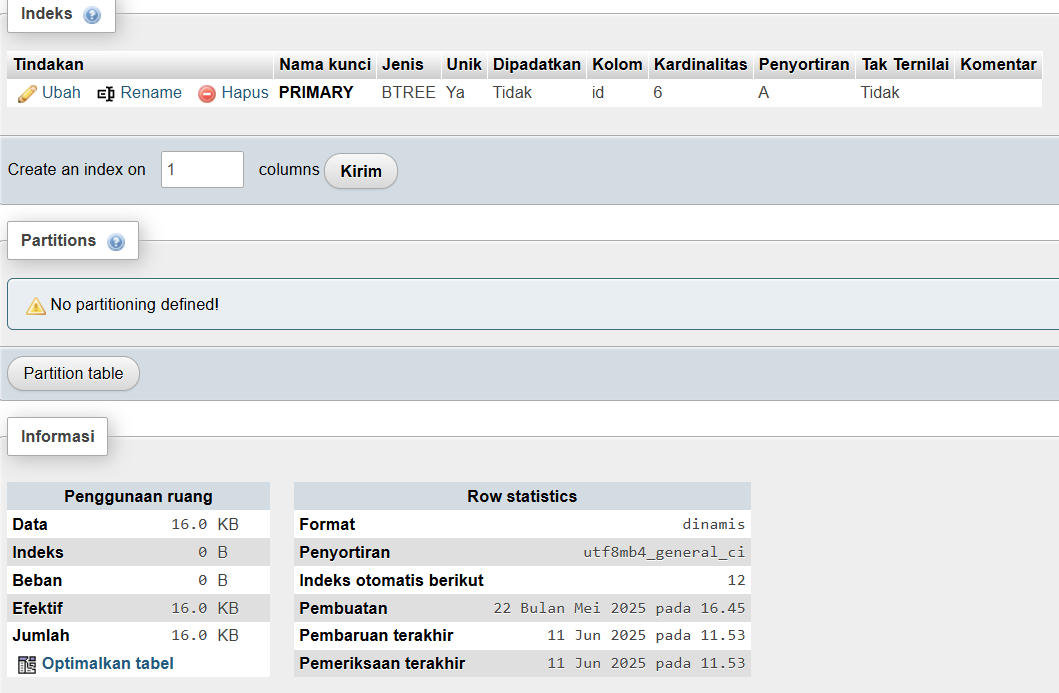 Indeks
Tindakan Nama kunci Jenis Unik Dipadatkan Kolom Kardinalitas Penyortiran Tak Ternilai Komentar
Ubah Rename Hapus PRIMARY BTREE Ya Tidak id 6 A Tidak
Create an index on 1 columns Kirim
Partitions
No partitioning defined!
Partition table
Informasi
Penggunaan ruang
Data 16.0 KB
Indeks 0 B
Beban 0 B
Efektif 16.0 KB
Jumlah 16.0 KB
Optimalkan tabel
Row statistics
Format dinamis
Penyortiran utf8mb4_general_ci
Indeks otomatis berikut 12
Pembuatan 22 Bulan Mei 2025 pada 16.45
Pembaruan terakhir 11 Jun 2025 pada 11.53
Pemeriksaan terakhir 11 Jun 2025 pada 11.53